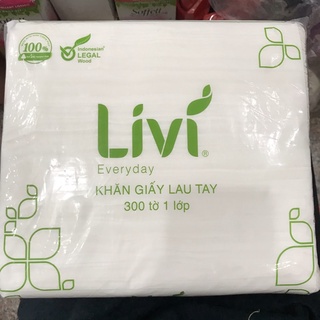 100%
Indonesian
LEGAL
Wood
Livi®
Everyday
KHĂN GIẤY LAU TAY
300 tờ 1 lớp